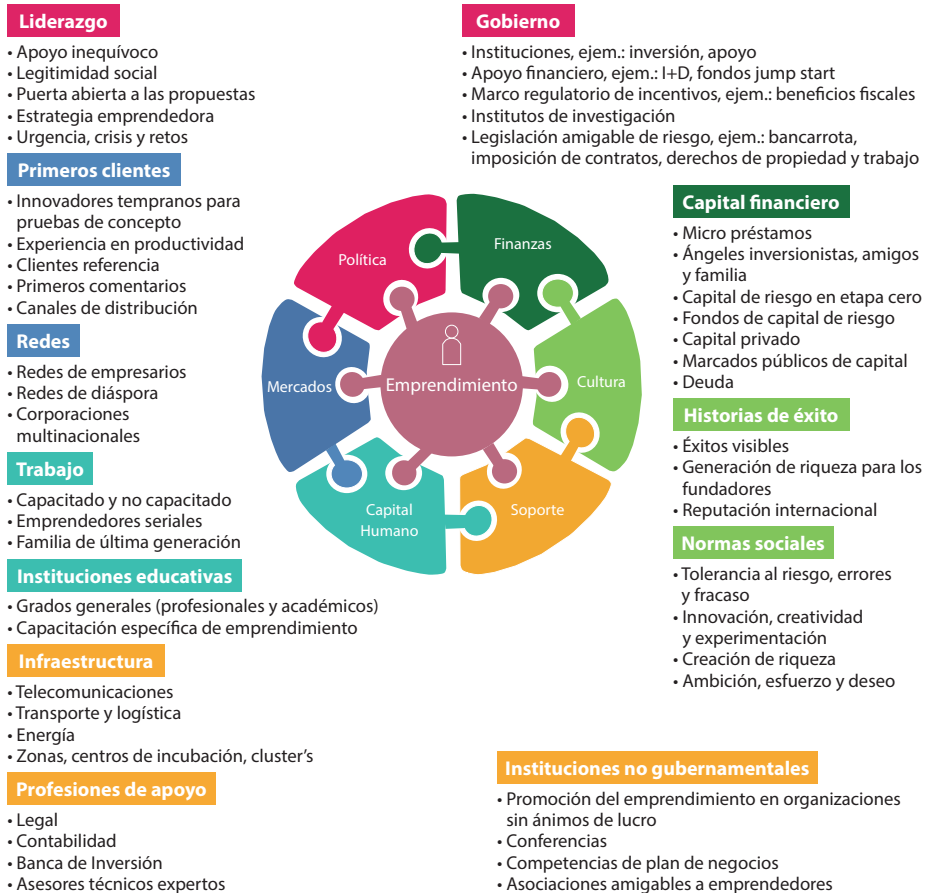 Liderazgo
• Apoyo inequívoco
• Legitimidad social
• Puerta abierta a las propuestas
• Estrategia emprendedora
• Urgencia, crisis y retos
Gobierno
• Instituciones, ejem.: inversión, apoyo
• Apoyo financiero, ejem.: I+D, fondos jump start
• Marco regulatorio de incentivos, ejem.: beneficios fiscales
• Institutos de investigación
• Legislación amigable de riesgo, ejem.: bancarrota,
imposición de contratos, derechos de propiedad y trabajo
Primeros clientes
• Innovadores tempranos para
pruebas de concepto
• Experiencia en productividad
• Clientes referencia
• Primeros comentarios
• Canales de distribución
Redes
• Redes de empresarios
• Redes de diáspora
• Corporaciones
multinacionales
Trabajo
• Capacitado y no capacitado
• Emprendedores seriales
• Familia de última generación
Instituciones educativas
• Grados generales (profesionales y académicos)
• Capacitación específica de emprendimiento
Infraestructura
• Telecomunicaciones
• Transporte y logística
• Energía
• Zonas, centros de incubación, cluster's
Profesiones de apoyo
• Legal
• Contabilidad
• Banca de Inversión
• Asesores técnicos expertos
Política
Finanzas
Mercados
Emprendimiento
Cultura
Capital
Humano
Soporte
Capital financiero
• Micro préstamos
• Ángeles inversionistas, amigos
y familia
• Capital de riesgo en etapa cero
• Fondos de capital de riesgo
• Capital privado
• Marcados públicos de capital
• Deuda
Historias de éxito
• Éxitos visibles
• Generación de riqueza para los
fundadores
• Reputación internacional
Normas sociales
• Tolerancia al riesgo, errores
y fracaso
• Innovación, creatividad
y experimentación
• Creación de riqueza
• Ambición, esfuerzo y deseo
Instituciones no gubernamentales
• Promoción del emprendimiento en organizaciones
sin ánimos de lucro
• Conferencias
• Competencias de plan de negocios
• Asociaciones amigables a emprendedores